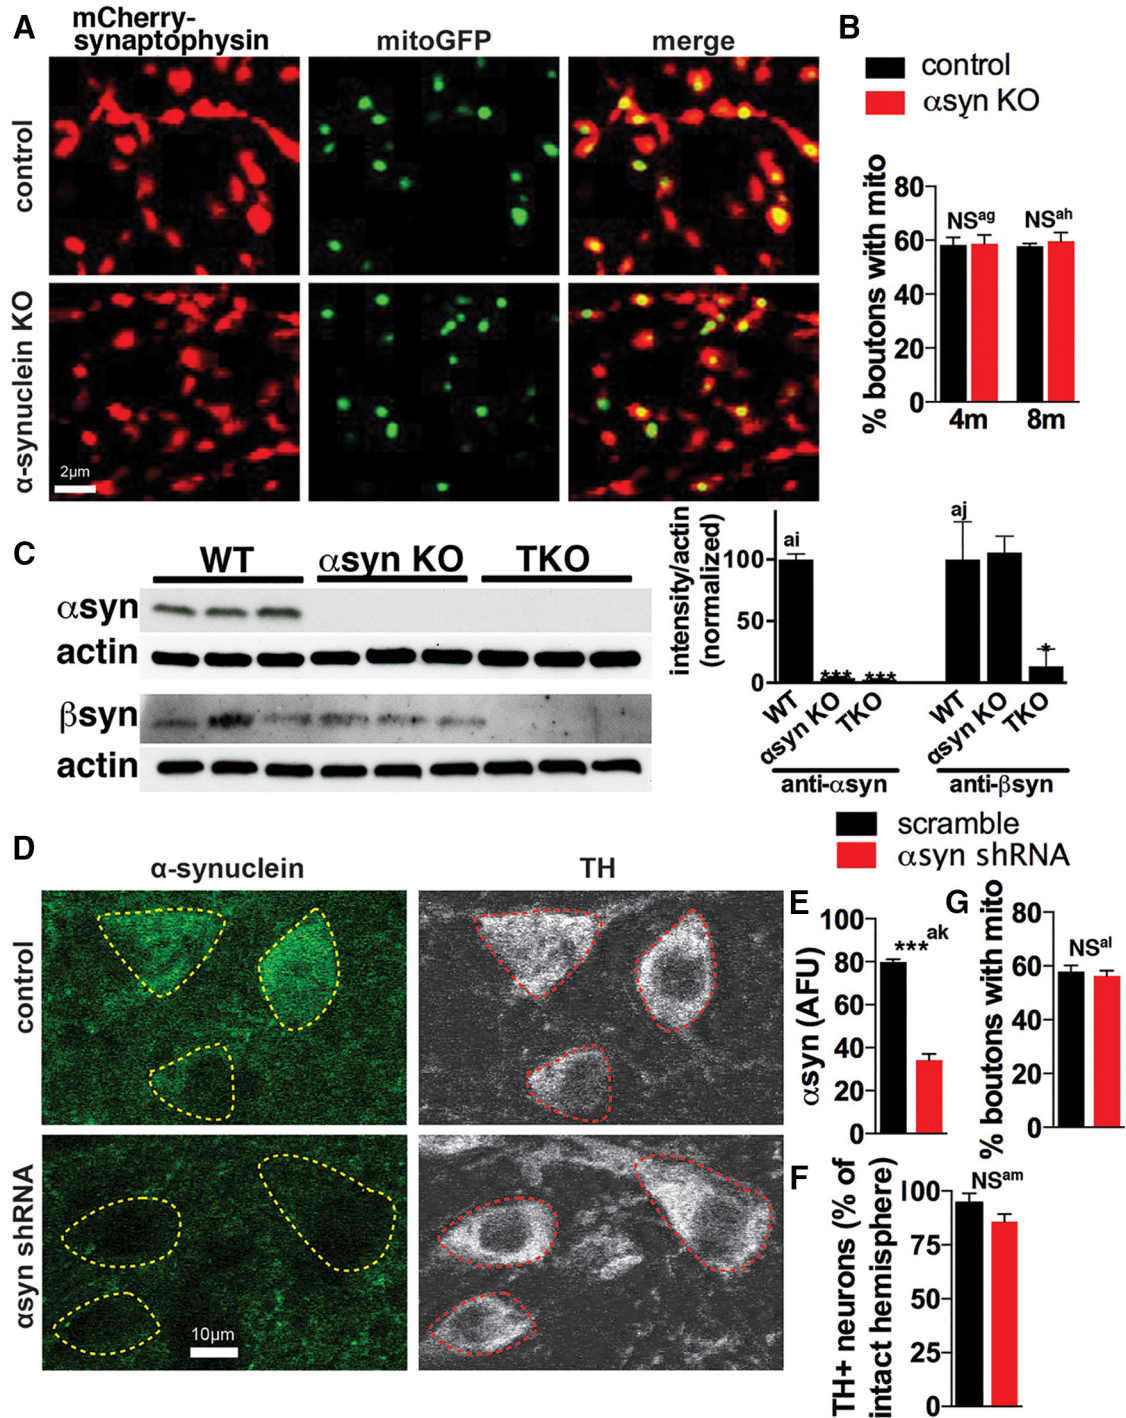 A
mCherry-
synaptophysin
mitoGFP
merge
control
α-synuclein KO
2μm
B
control
αsyn KO
% boutons with mito
80
60
40
20
0
NSag
NSah
4m
8m
C
WT
αsyn KO
TKO
αsyn
actin
βsyn
actin
intensity/actin
(normalized)
100
50
0
ai
***
***
aj
*
WT
αsyn KO
TKO
WT
αsyn KO
TKO
anti-αsyn
anti-βsyn
D
α-synuclein
TH
control
αsyn shRNA
10μm
scramble
αsyn shRNA
E
αsyn (AFU)
100
80
60
40
20
0
***ak
G
% boutons with mito
80
60
40
20
0
NSal
F
TH+ neurons (% of
intact hemisphere)
100
75
50
25
0
NSam